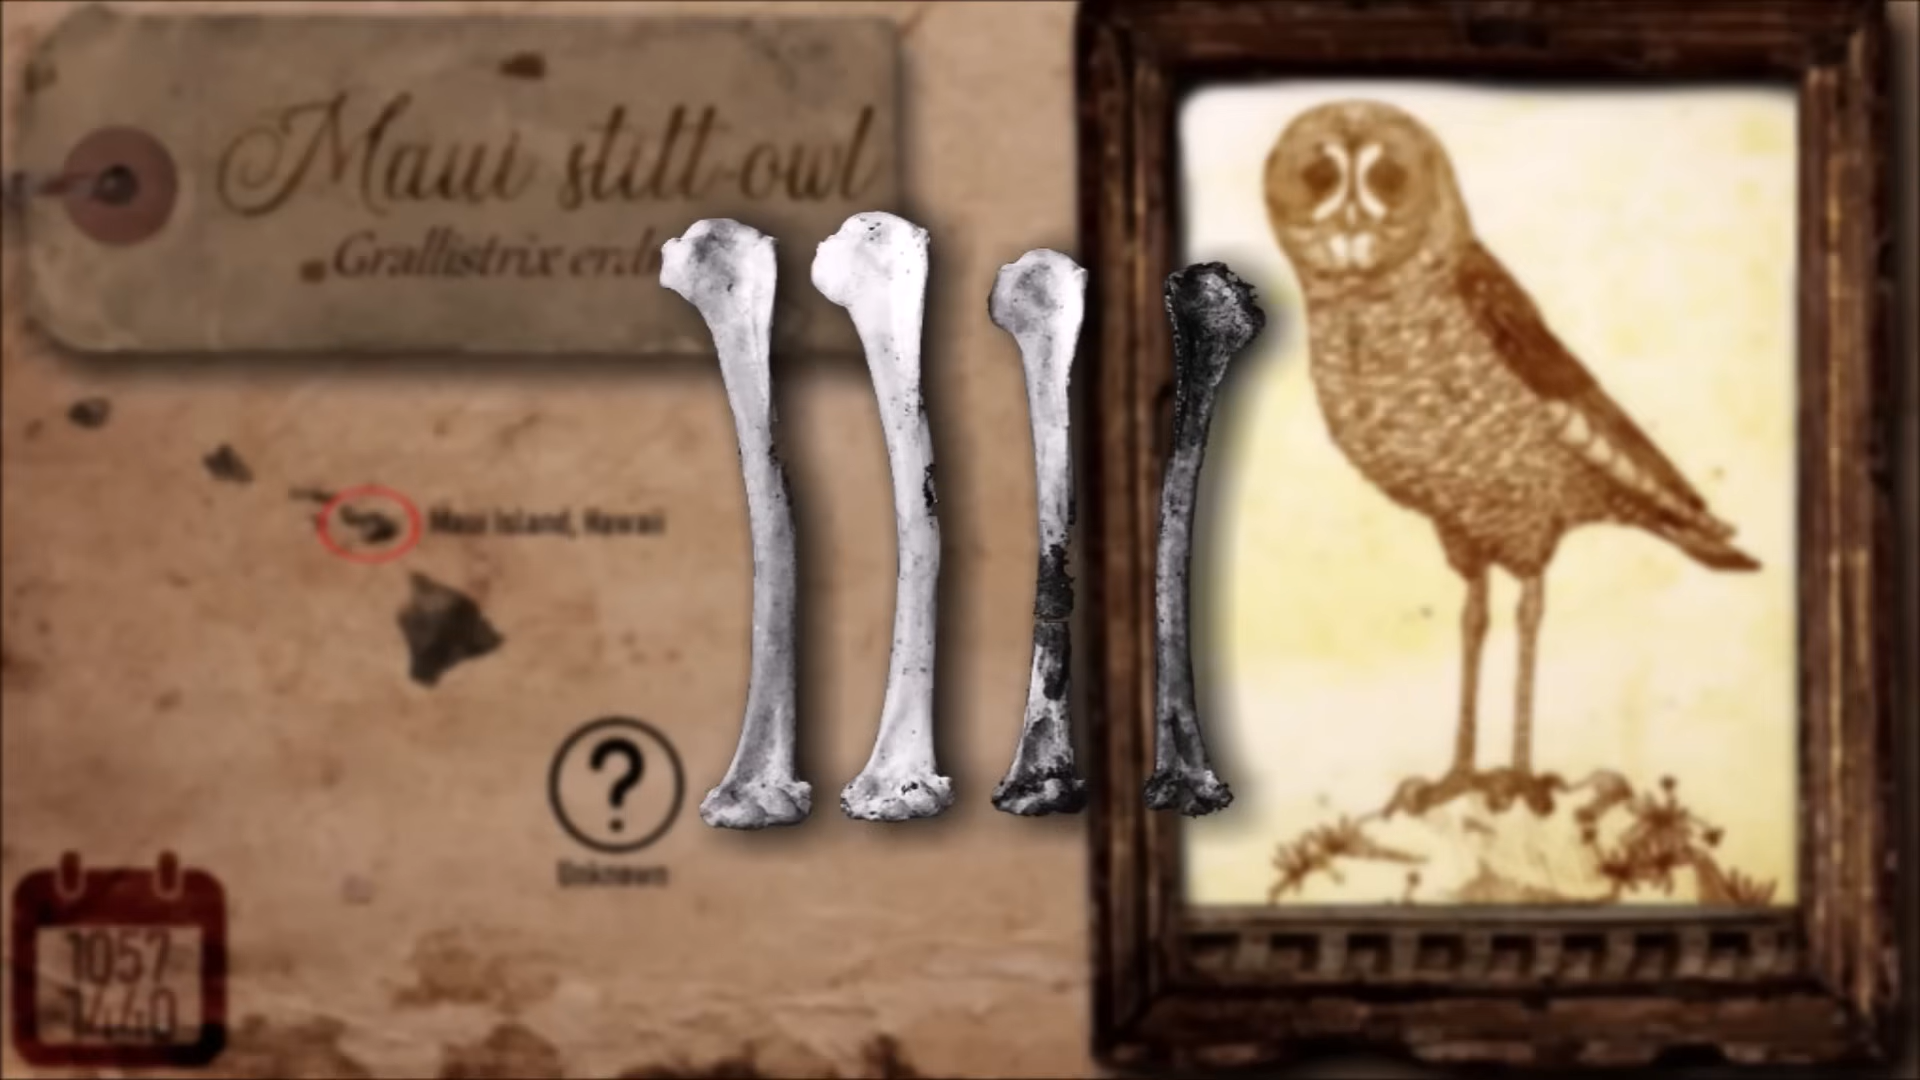 Maui stilt-owl
Grallistrix
Maui Island, Hawaii
?
Unknown
1057
1440